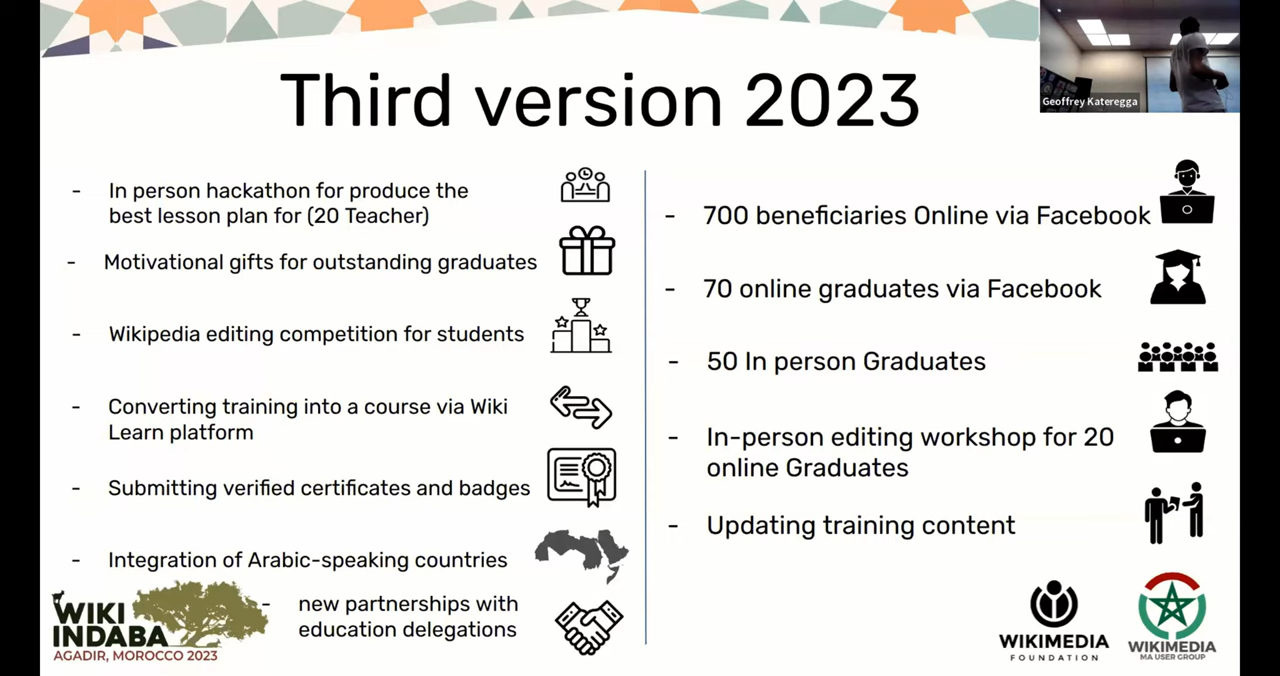 Third version 2023
Geoffrey Kateregga
- In person hackathon for produce the
best lesson plan for (20 Teacher)
- Motivational gifts for outstanding graduates
- Wikipedia editing competition for students
- Converting training into a course via Wiki
Learn platform
- Submitting verified certificates and badges
- Integration of Arabic-speaking countries
- new partnerships with
education delegations
- 700 beneficiaries Online via Facebook
- 70 online graduates via Facebook
- 50 In person Graduates
- In-person editing workshop for 20
online Graduates
- Updating training content
WIKI
INDABA
AGADIR, MOROCCO 2023
WIKIMEDIA
FOUNDATION
WIKIMEDIA
MA USER GROUP